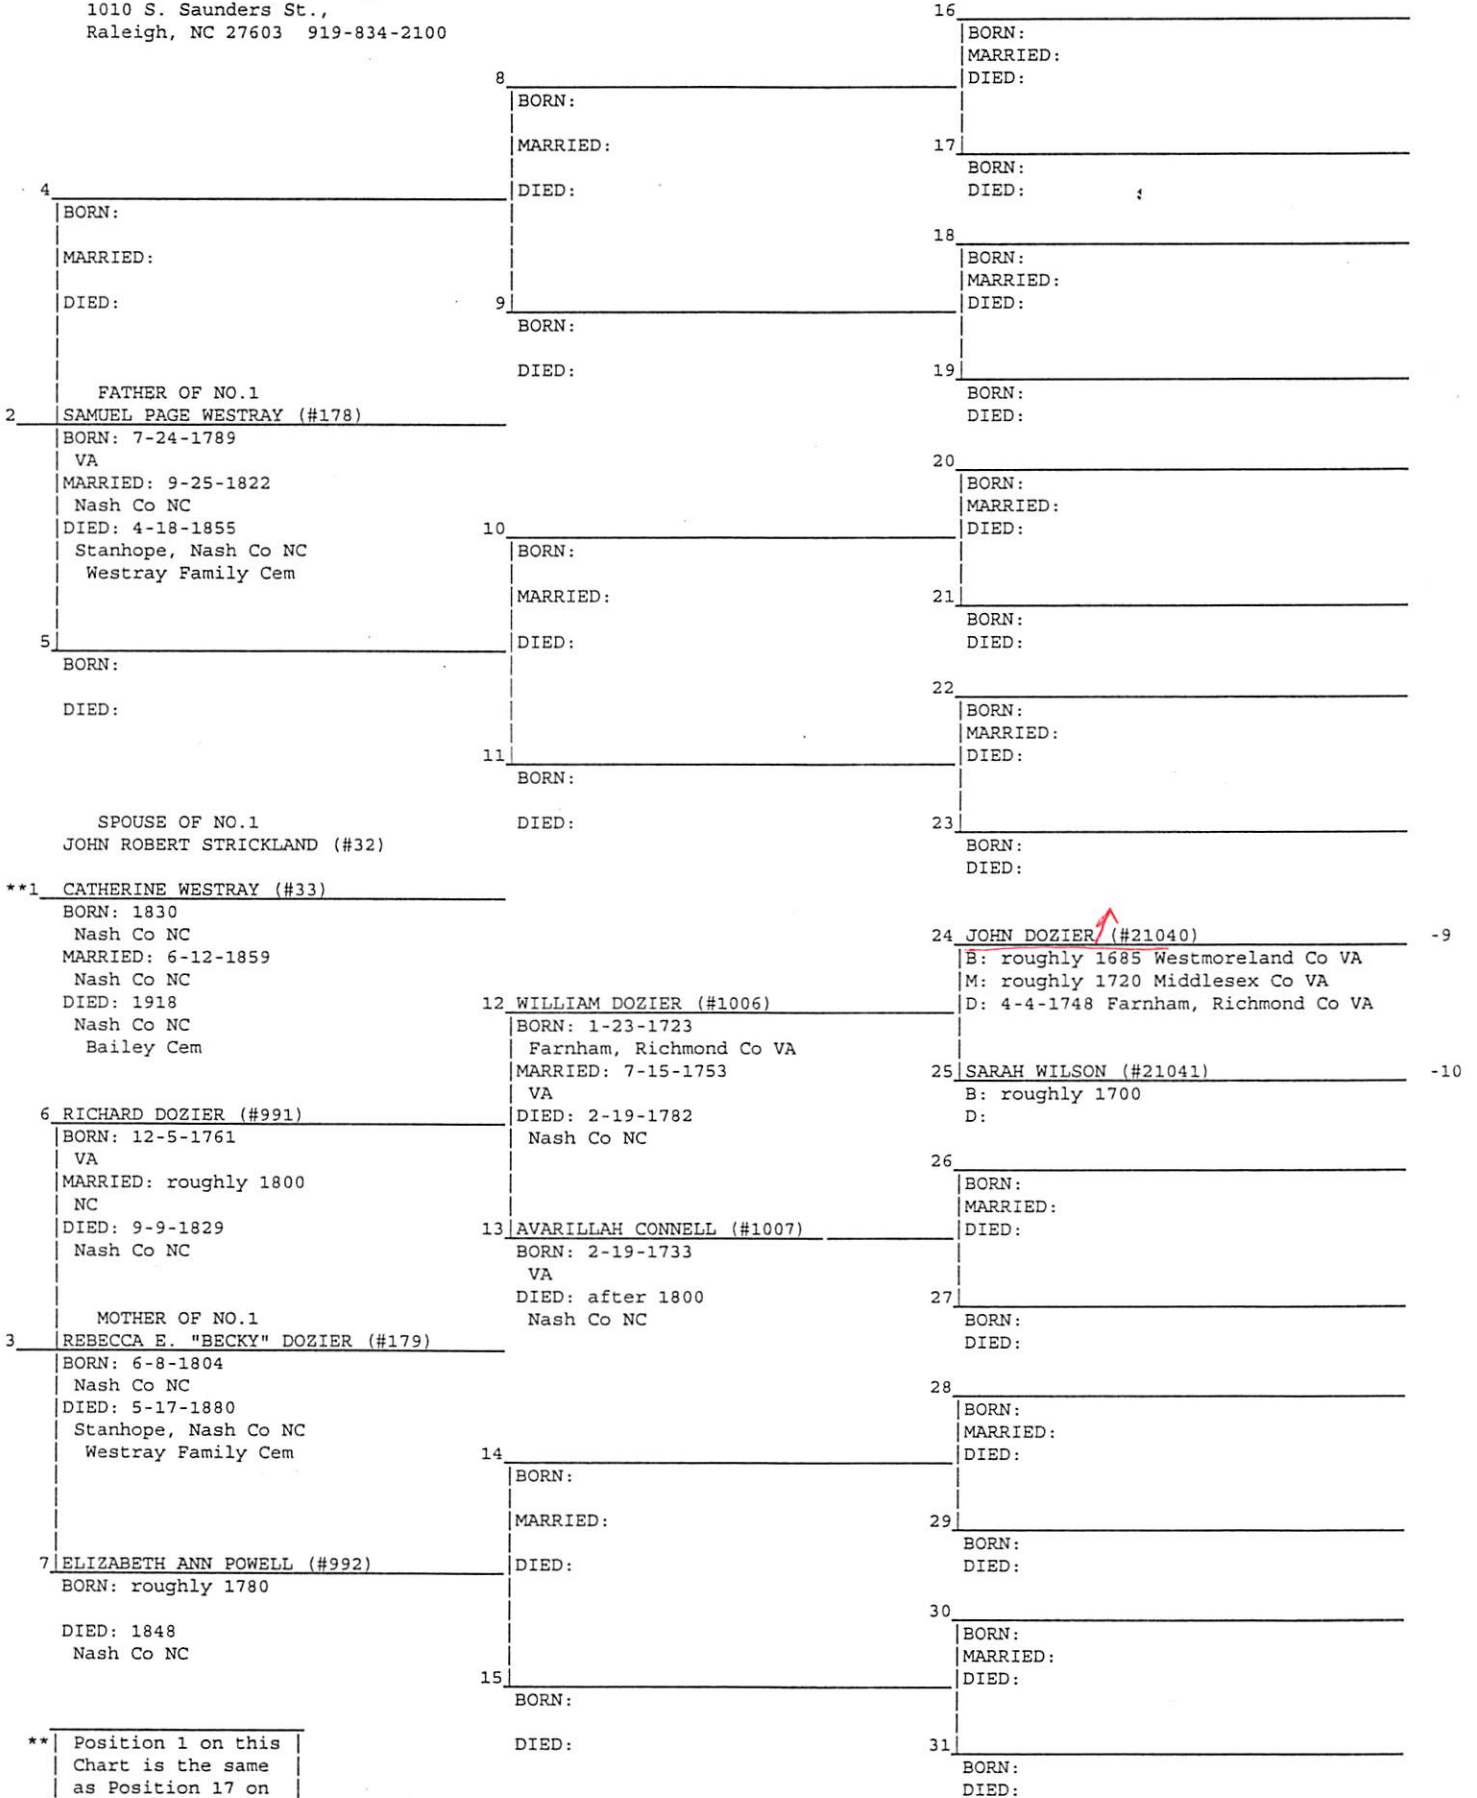 1010 S. Saunders St.,
Raleigh, NC 27603  919-834-2100
16
BORN:
MARRIED:
DIED:
8
BORN:
MARRIED:
DIED:
17
BORN:
DIED:
4
BORN:
MARRIED:
DIED:
18
BORN:
MARRIED:
DIED:
9
BORN:
DIED:
19
BORN:
DIED:
FATHER OF NO.1
2 SAMUEL PAGE WESTRAY (#178)
BORN: 7-24-1789
VA
MARRIED: 9-25-1822
Nash Co NC
DIED: 4-18-1855
Stanhope, Nash Co NC
Westray Family Cem
20
BORN:
MARRIED:
DIED:
10
BORN:
MARRIED:
DIED:
21
BORN:
DIED:
5
BORN:
DIED:
22
BORN:
MARRIED:
DIED:
11
BORN:
DIED:
23
BORN:
DIED:
SPOUSE OF NO.1
JOHN ROBERT STRICKLAND (#32)
**1 CATHERINE WESTRAY (#33)
BORN: 1830
Nash Co NC
MARRIED: 6-12-1859
Nash Co NC
DIED: 1918
Nash Co NC
Bailey Cem
24 JOHN DOZIER (#21040) -9
B: roughly 1685 Westmoreland Co VA
M: roughly 1720 Middlesex Co VA
D: 4-4-1748 Farnham, Richmond Co VA
12 WILLIAM DOZIER (#1006)
BORN: 1-23-1723
Farnham, Richmond Co VA
MARRIED: 7-15-1753
VA
DIED: 2-19-1782
Nash Co NC
25 SARAH WILSON (#21041) -10
B: roughly 1700
D:
6 RICHARD DOZIER (#991)
BORN: 12-5-1761
VA
MARRIED: roughly 1800
NC
DIED: 9-9-1829
Nash Co NC
26
BORN:
MARRIED:
DIED:
13 AVARILLAH CONNELL (#1007)
BORN: 2-19-1733
VA
DIED: after 1800
Nash Co NC
27
BORN:
DIED:
MOTHER OF NO.1
3 REBECCA E. "BECKY" DOZIER (#179)
BORN: 6-8-1804
Nash Co NC
DIED: 5-17-1880
Stanhope, Nash Co NC
Westray Family Cem
28
BORN:
MARRIED:
DIED:
14
BORN:
MARRIED:
DIED:
29
BORN:
DIED:
7 ELIZABETH ANN POWELL (#992)
BORN: roughly 1780
DIED: 1848
Nash Co NC
30
BORN:
MARRIED:
DIED:
15
BORN:
DIED:
31
BORN:
DIED:
** Position 1 on this
Chart is the same
as Position 17 on